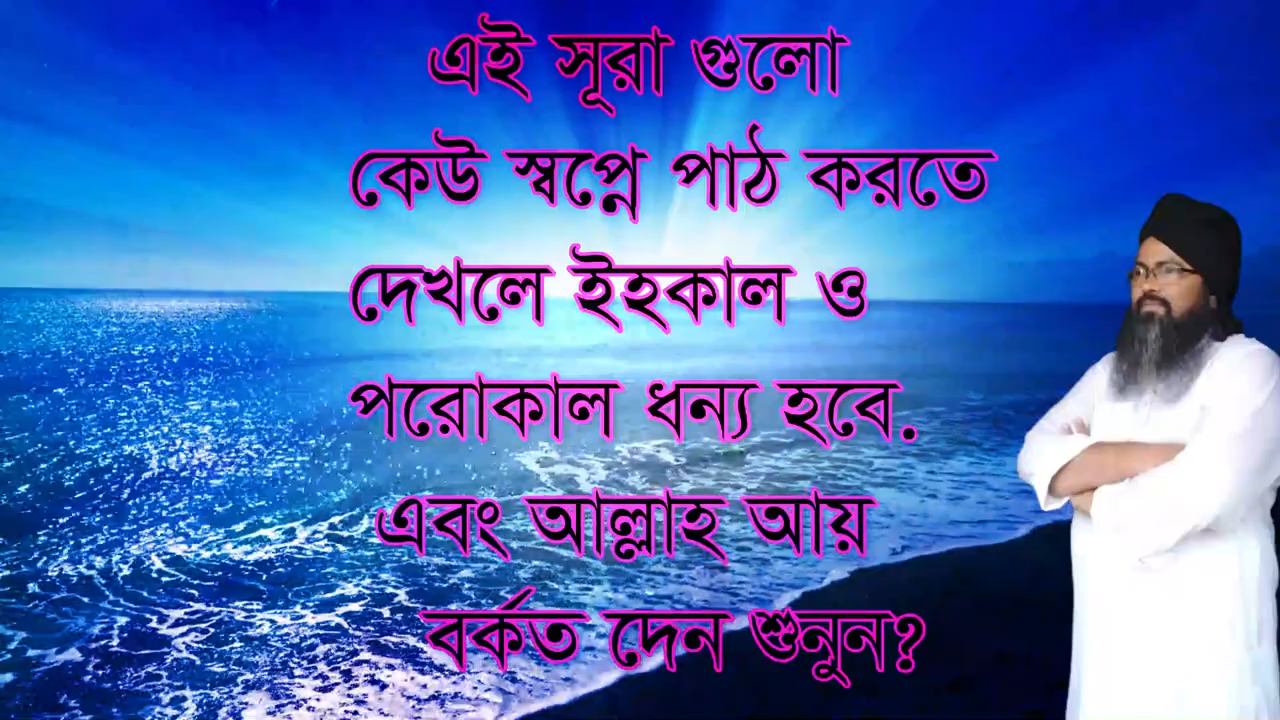 এই সূরা গুলো
কেউ স্বপ্নে পাঠ করতে
দেখলে ইহকাল ও
পরোকাল ধন্য হবে.
এবং আল্লাহ আয়
বর্কত দেন শুনুন?